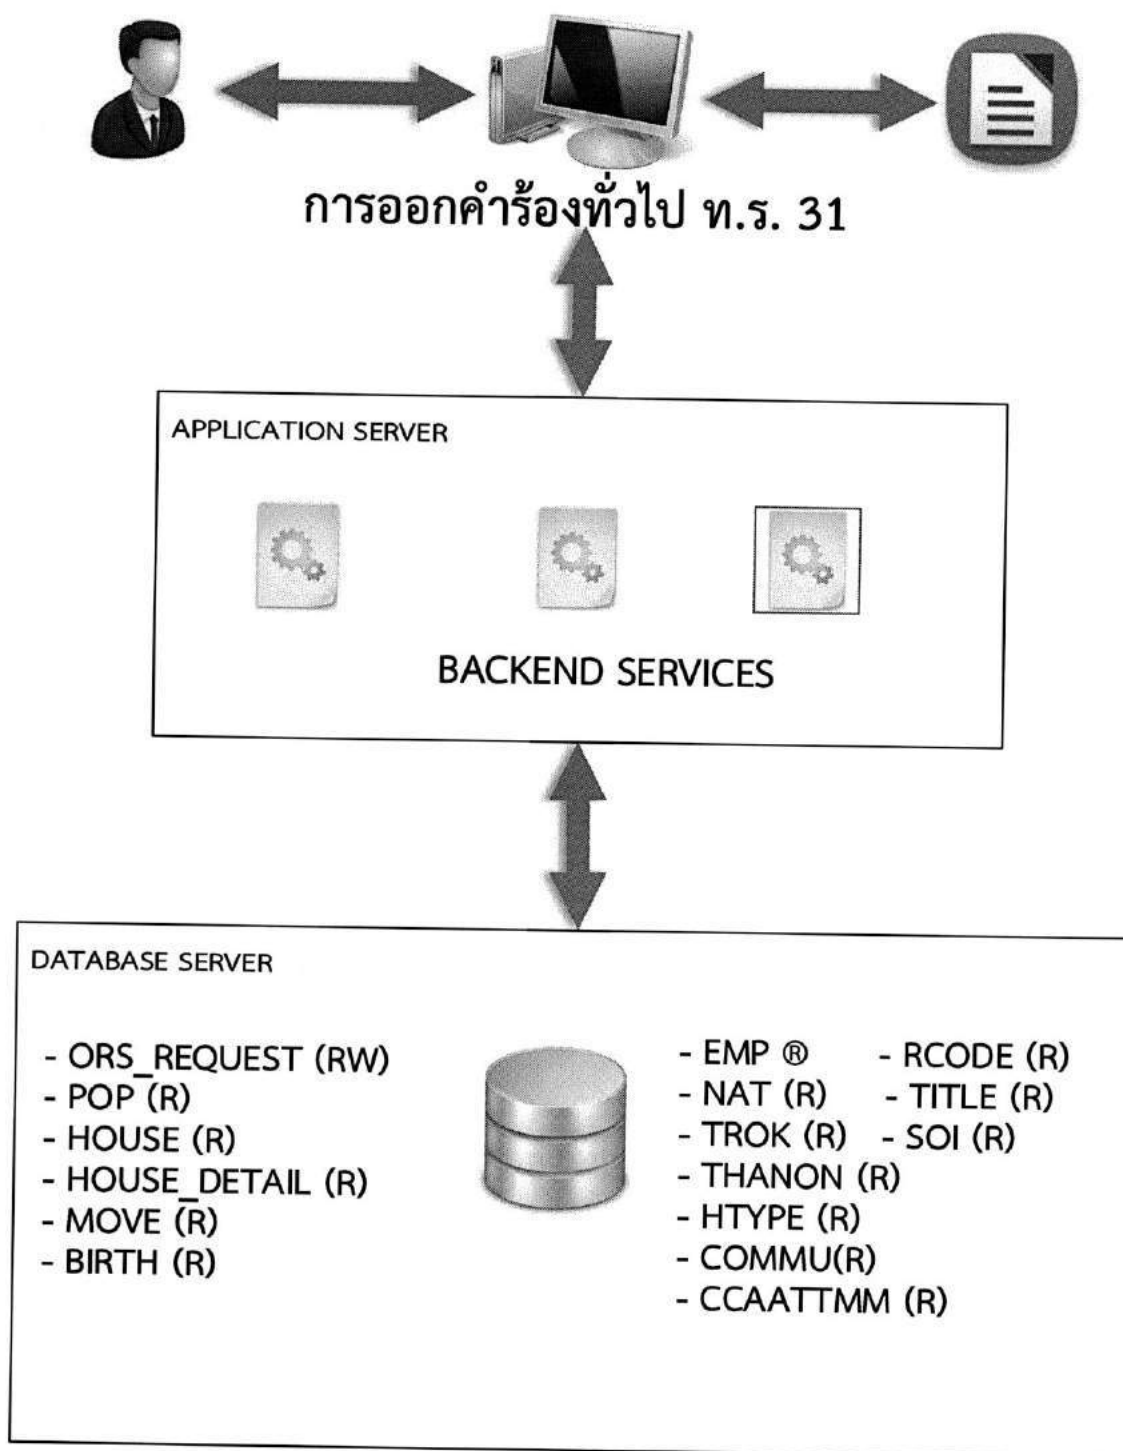 การออกคำร้องทั่วไป ท.ร. 31
APPLICATION SERVER
BACKEND SERVICES
DATABASE SERVER
- ORS_REQUEST (RW)
- POP (R)
- HOUSE (R)
- HOUSE_DETAIL (R)
- MOVE (R)
- BIRTH (R)
- EMP ® - RCODE (R)
- NAT (R) - TITLE (R)
- TROK (R) - SOI (R)
- THANON (R)
- HTYPE (R)
- COMMU(R)
- CCAATTMM (R)